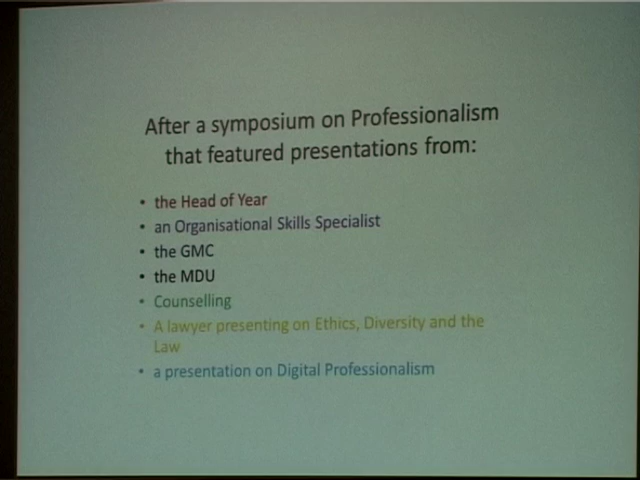 After a symposium on Professionalism
that featured presentations from:
• the Head of Year
• an Organisational Skills Specialist
• the GMC
• the MDU
• Counselling
• A lawyer presenting on Ethics, Diversity and the
Law
• a presentation on Digital Professionalism